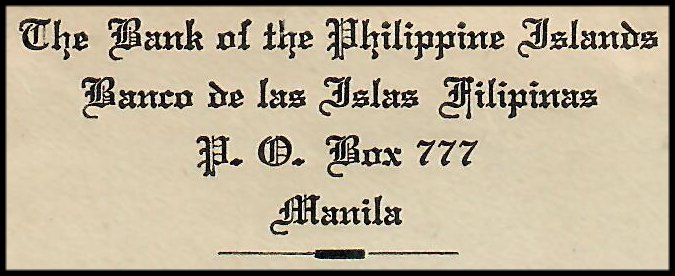 The Bank of the Philippine Islands
Banco de las Islas Filipinas
P. O. Box 777
Manila